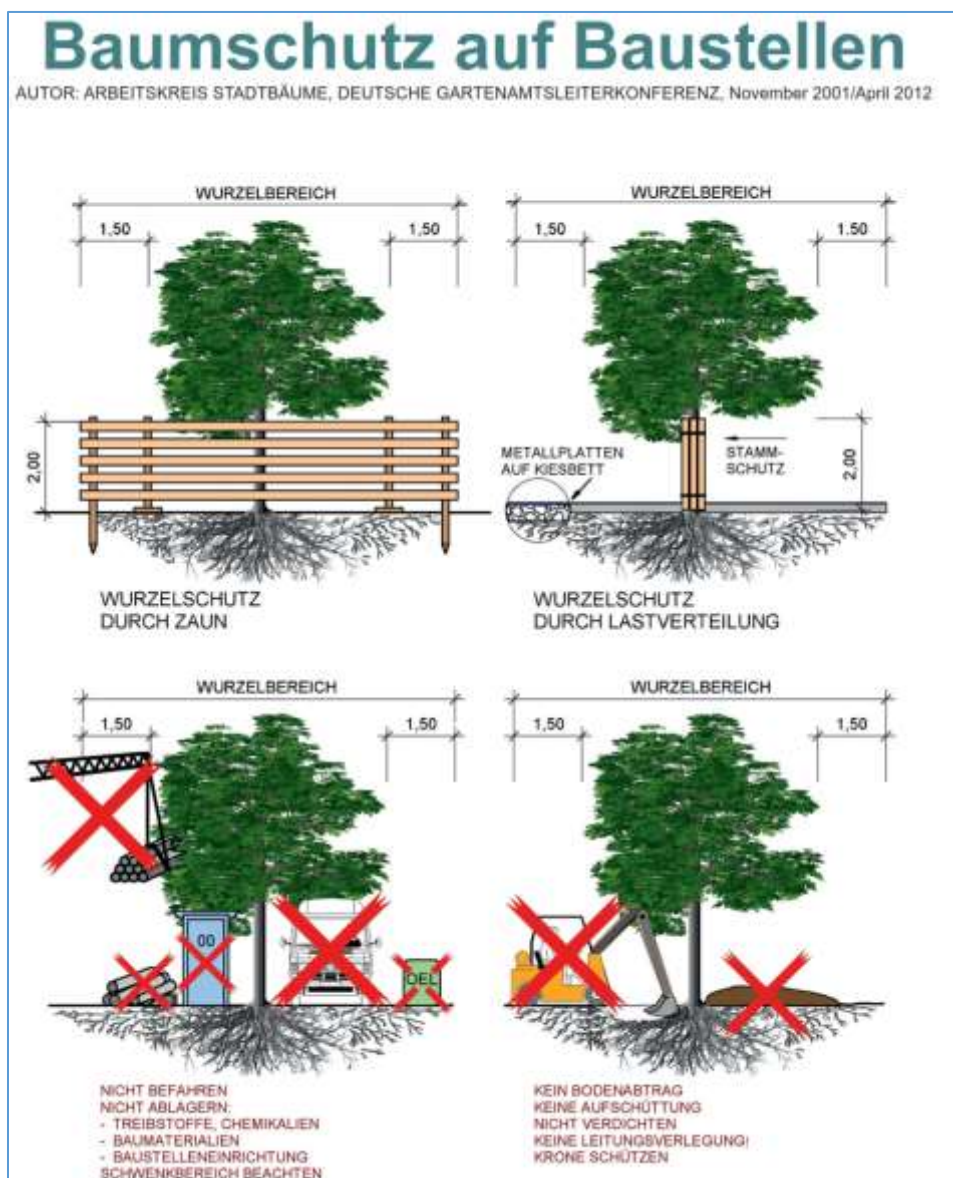 Baumschutz auf Baustellen
AUTOR: ARBEITSKREIS STADTBÄUME, DEUTSCHE GARTENAMTSLEITERKONFERENZ, November 2001/April 2012
WURZELBEREICH
1,50
1,50
2,00
WURZELSCHUTZ
DURCH ZAUN
WURZELBEREICH
1,50
1.50
METALLPLATTEN
AUF KIESBETT
STAMM-
SCHUTZ
2,00
WURZELSCHUTZ
DURCH LASTVERTEILUNG
WURZELBEREICH
1,50
1,50
00
OEL
NICHT BEFAHREN
NICHT ABLAGERN:
- TREIBSTOFFE, CHEMIKALIEN
- BAUMATERIALIEN
- BAUSTELLENEINRICHTUNG
SCHWENKBEREICH BEACHTEN
WURZELBEREICH
1,50
1,50
KEIN BODENABTRAG
KEINE AUFSCHÜTTUNG
NICHT VERDICHTEN
KEINE LEITUNGSVERLEGUNG!
KRONE SCHÜTZEN